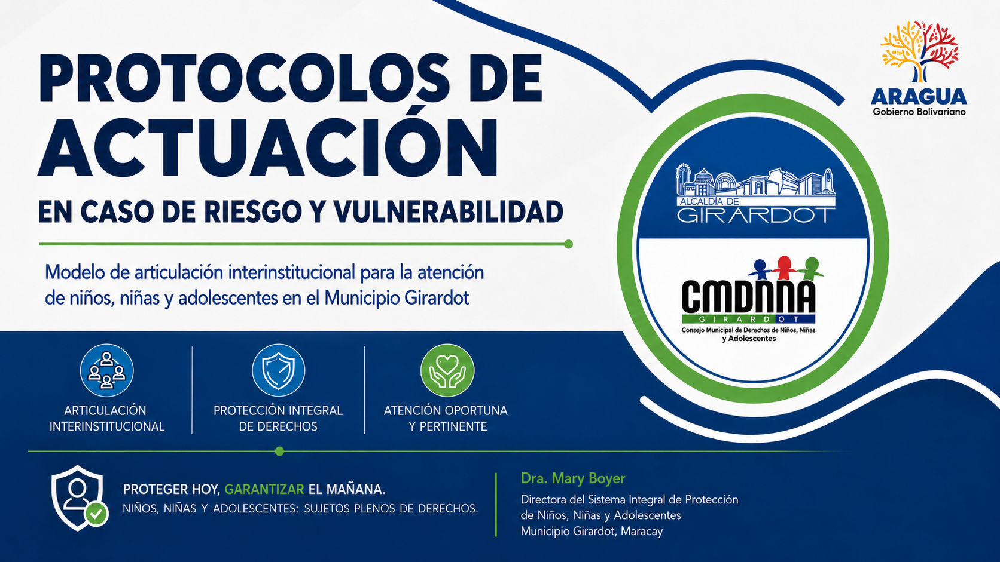 PROTOCOLOS DE
ACTUACIÓN
EN CASO DE RIESGO Y VULNERABILIDAD
Modelo de articulación interinstitucional para la atención
de niños, niñas y adolescentes en el Municipio Girardot
ARAGUA
Gobierno Bolivariano
ALCALDÍA DE
GIRARDOT
CMDNNA
GIRARDOT
Consejo Municipal de Derechos de Niños, Niñas
y Adolescentes
ARTICULACIÓN
INTERINSTITUCIONAL
PROTECCIÓN INTEGRAL
DE DERECHOS
ATENCIÓN OPORTUNA
Y PERTINENTE
PROTEGER HOY, GARANTIZAR EL MAÑANA.
NIÑOS, NIÑAS Y ADOLESCENTES: SUJETOS PLENOS DE DERECHOS.
Dra. Mary Boyer
Directora del Sistema Integral de Protección
de Niños, Niñas y Adolescentes
Municipio Girardot, Maracay